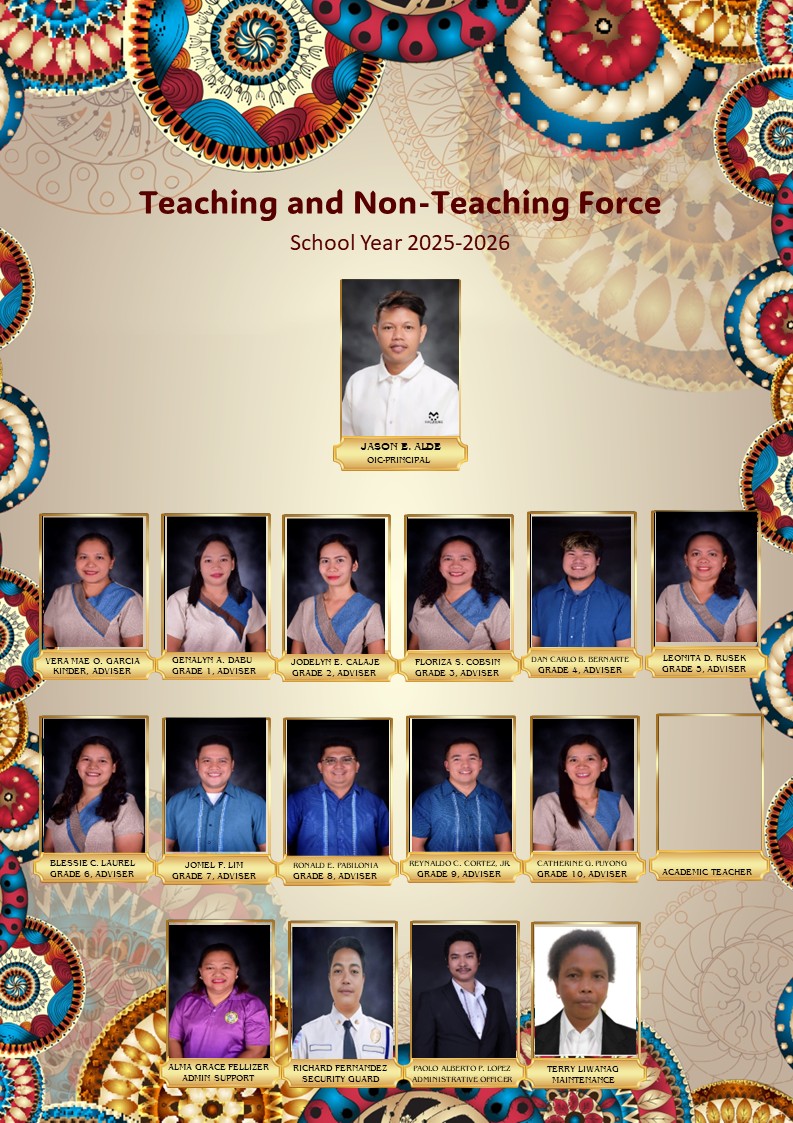 Teaching and Non-Teaching Force
School Year 2025-2026
JASON E. ALDE
OIC-PRINCIPAL
VERA MAE O. GARCIA
KINDER, ADVISER
GENALYN A. DABU
GRADE 1, ADVISER
JODELYN E. CALAJE
GRADE 2, ADVISER
FLORIZA S. COBSIN
GRADE 3, ADVISER
DAN CARLO B. BERNARTE
GRADE 4, ADVISER
LEONITA D. RUSEK
GRADE 5, ADVISER
BLESSIE C. LAUREL
GRADE 6, ADVISER
JOMEL F. LIM
GRADE 7, ADVISER
RONALD E. PABILONIA
GRADE 8, ADVISER
REYNALDO C. CORTEZ, JR.
GRADE 9, ADVISER
CATHERINE G. PUYONG
GRADE 10, ADVISER
ACADEMIC TEACHER
ALMA GRACE PELLIZER
ADMIN SUPPORT
RICHARD FERNANDEZ
SECURITY GUARD
PAOLO ALBERTO P. LOPEZ
ADMINISTRATIVE OFFICER
TERRY LIWANAG
MAINTENANCE